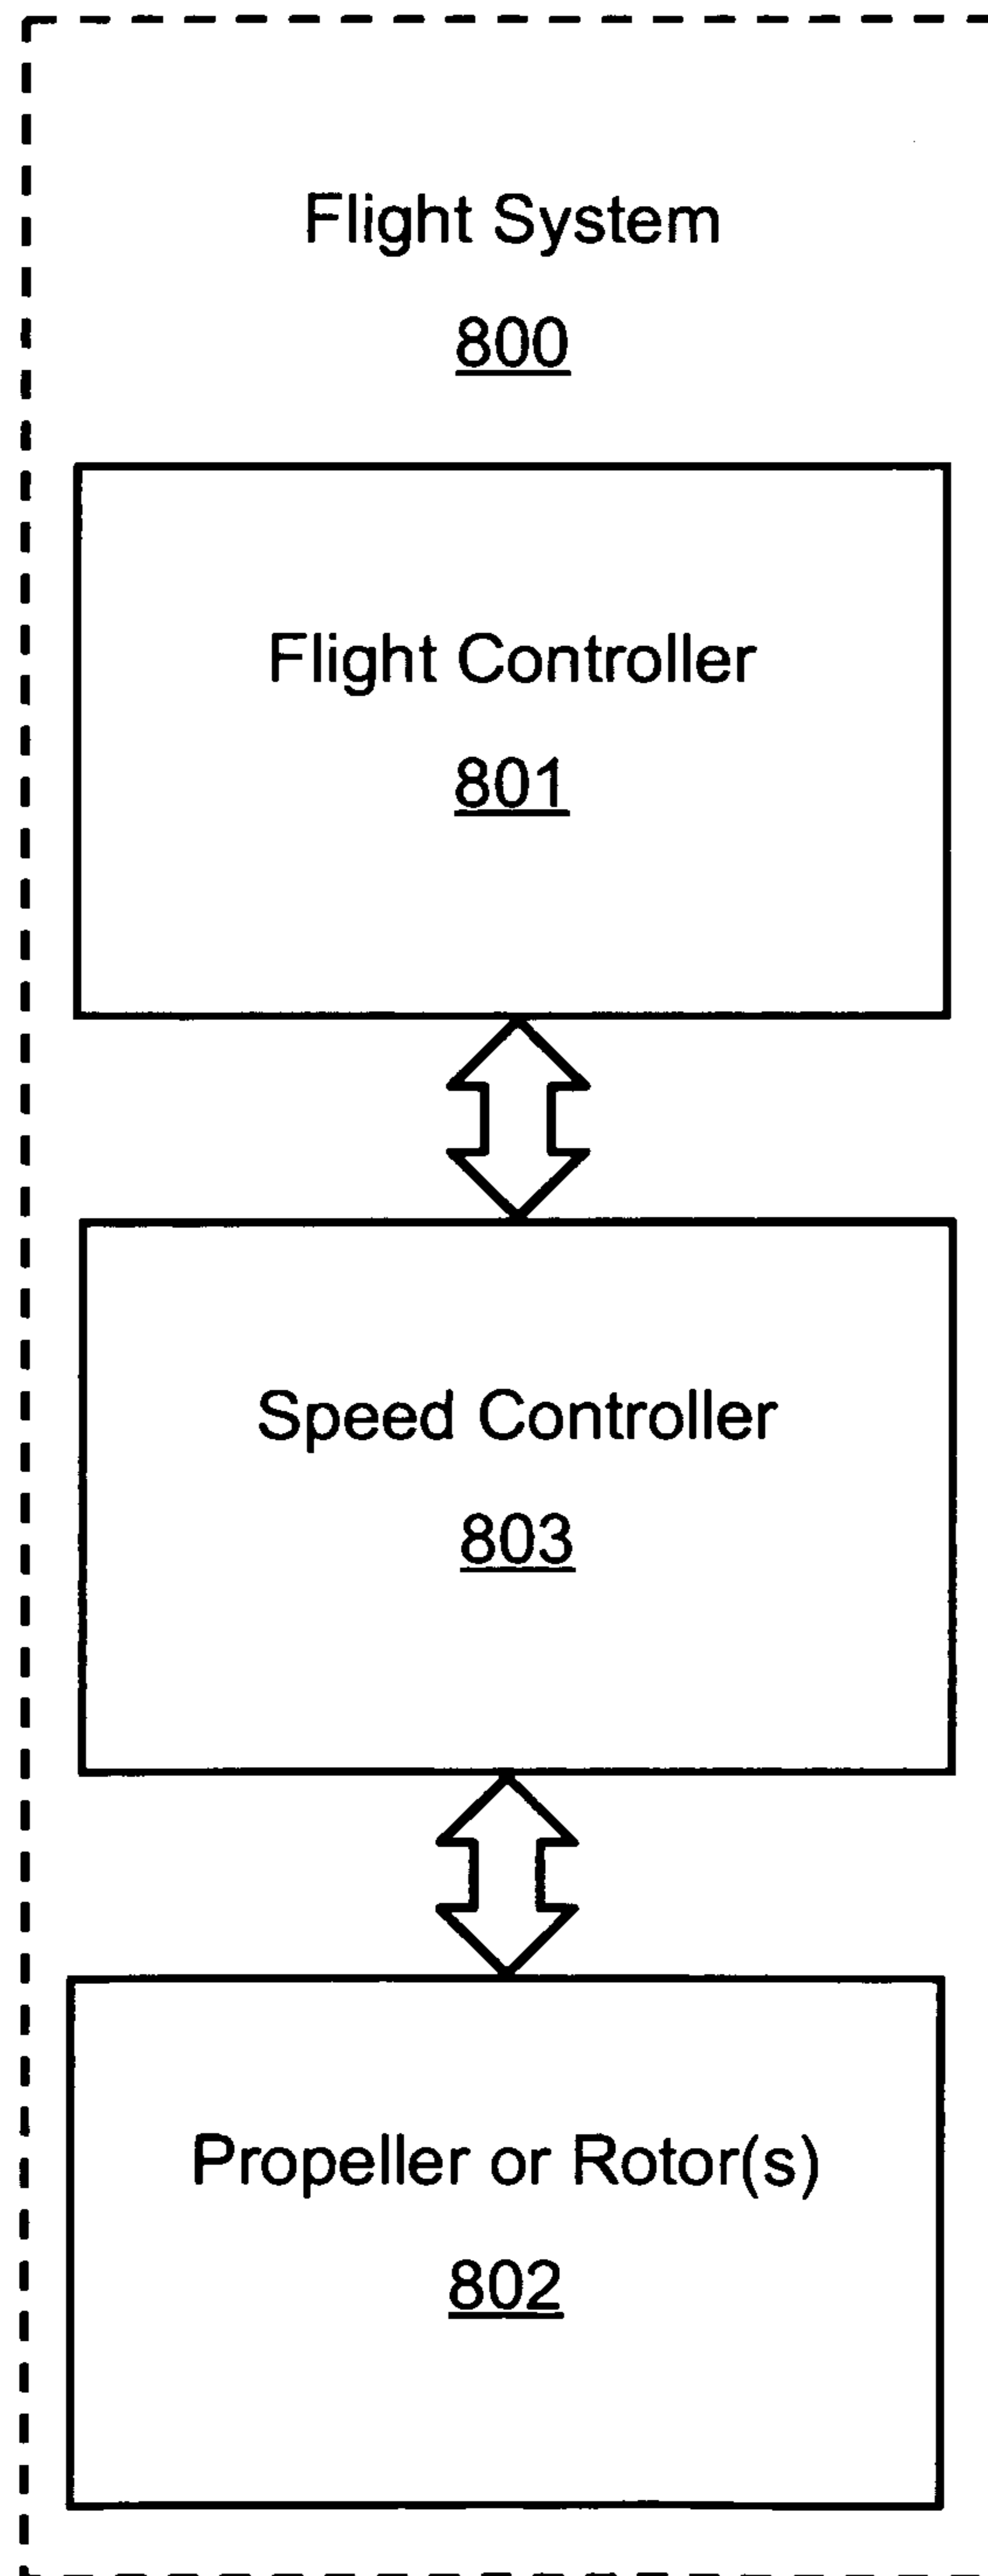 Flight System
800
Flight Controller
801
Speed Controller
803
Propeller or Rotor(s)
802